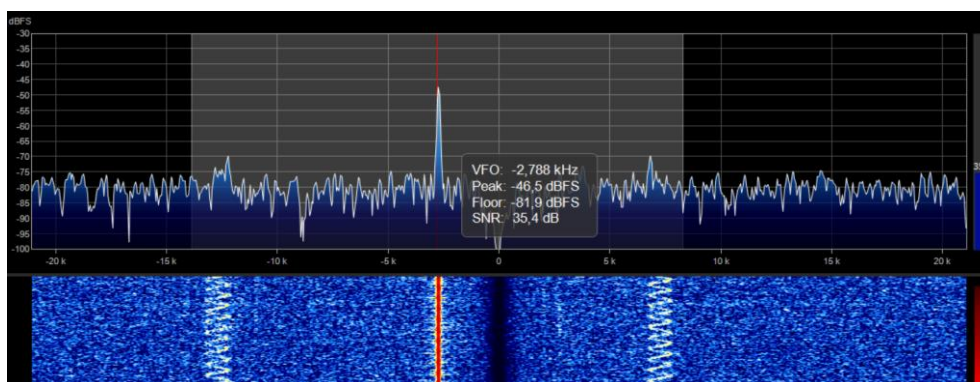 dBFS
-30
-35
-40
-45
-50
-55
-60
-65
-70
-75
-80
-85
-90
-95
-100
VFO: -2,788 kHz
Peak: -46,5 dBFS
Floor: -81,9 dBFS
SNR: 35,4 dB
-20 k -15 k -10 k -5 k 0 5 k 10 k 15 k 20 k